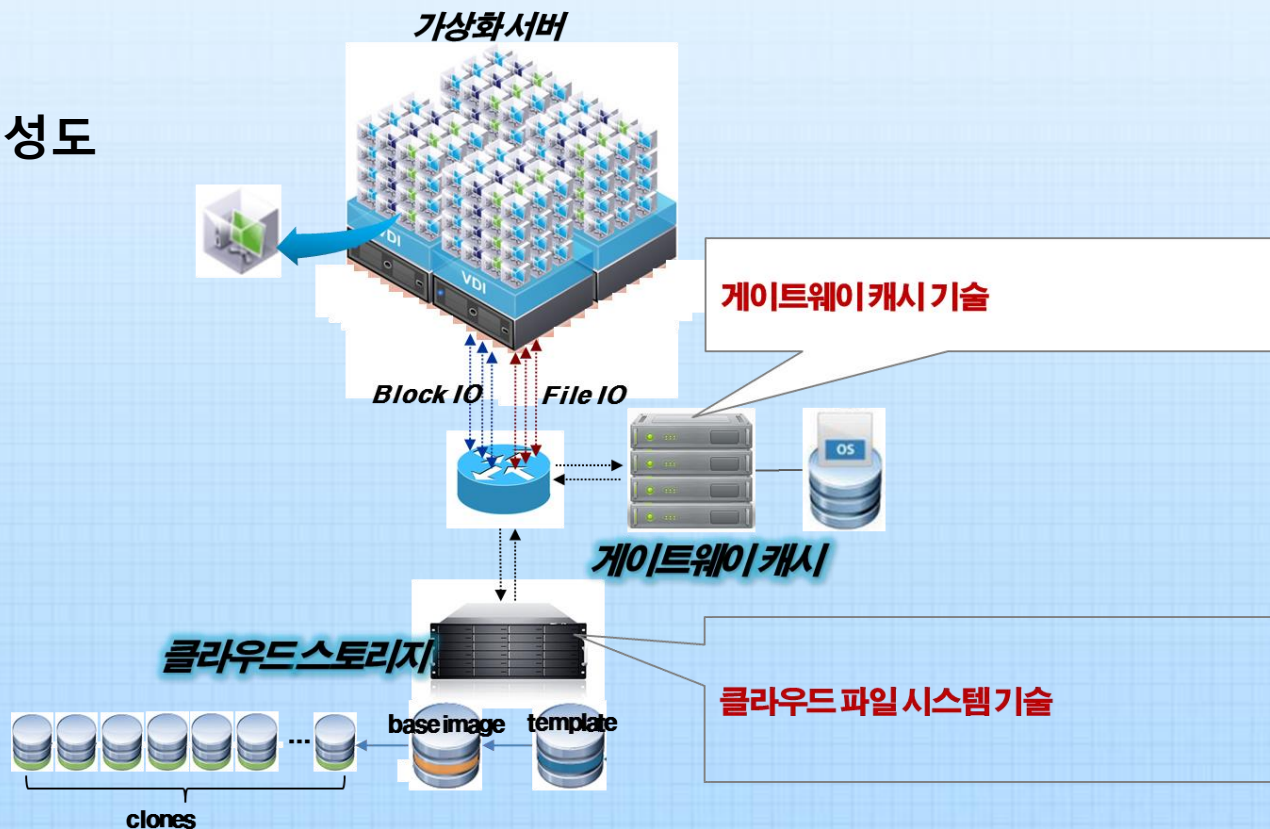 가상화 서버
성도
VDI
VDI
게이트웨이 캐시 기술
Block IO
File IO
OS
게이트웨이 캐시
클라우드 스토리지
클라우드 파일 시스템 기술
base image
template
...
clones